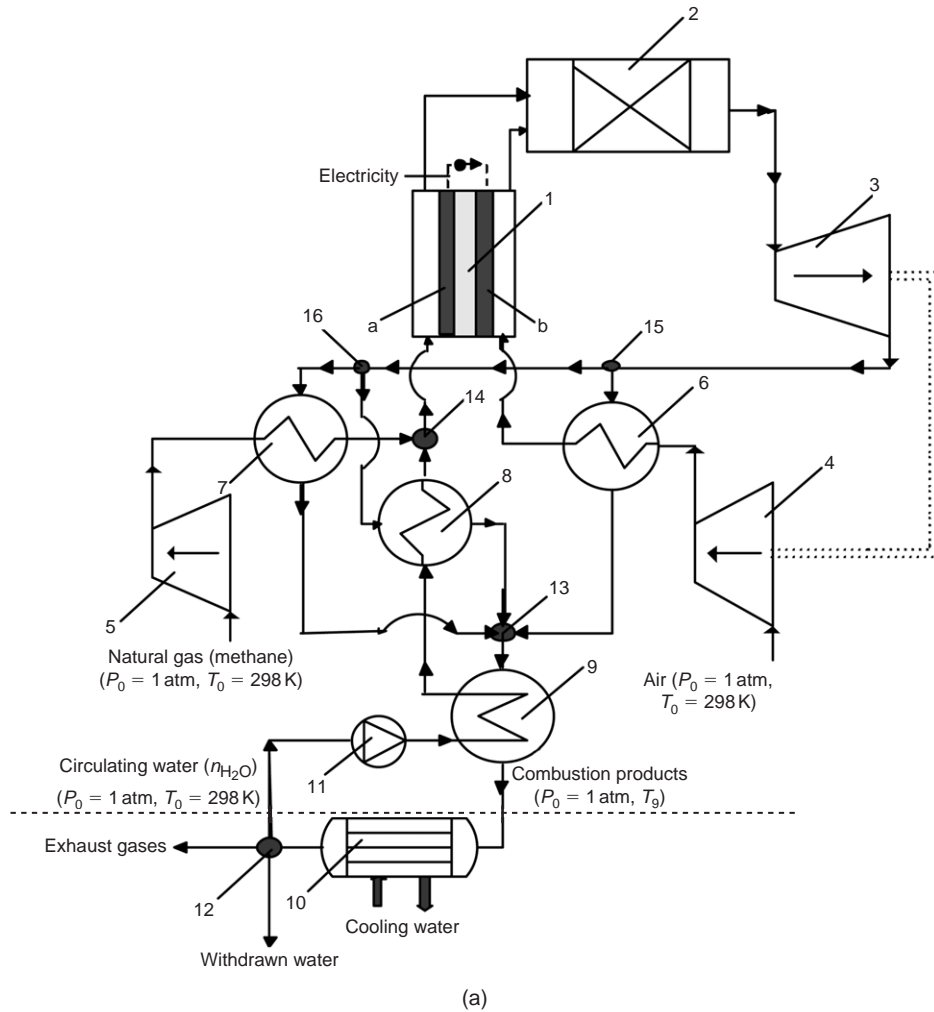 2
Electricity
1
3
a
b
16
15
14
6
7
8
4
5
13
Natural gas (methane)
(P₀ = 1 atm, T₀ = 298 K)
9
Air (P₀ = 1 atm,
T₀ = 298 K)
Circulating water (n_H₂O)
(P₀ = 1 atm, T₀ = 298 K)
11
Combustion products
(P₀ = 1 atm, T₉)
Exhaust gases
12
10
Cooling water
Withdrawn water
(a)